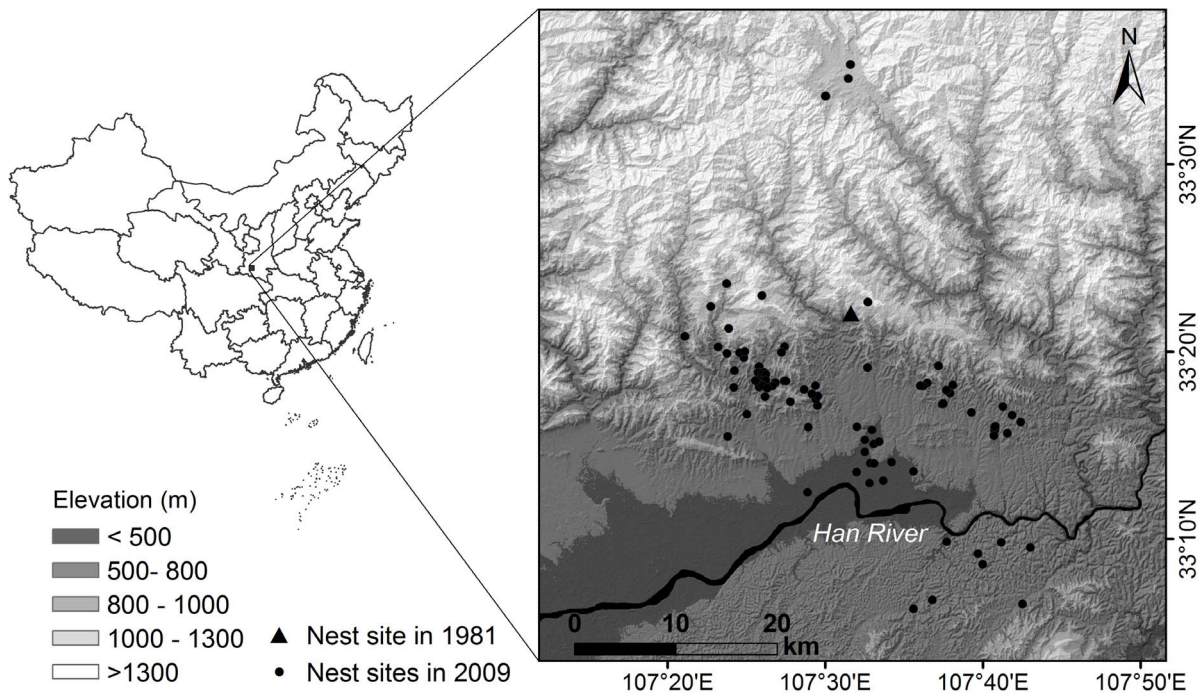 N
33°30'N
33°20'N
33°10'N
Han River
Elevation (m)
< 500
500- 800
800 - 1000
1000 - 1300
>1300
Nest site in 1981
Nest sites in 2009
0 10 20
km
107°20'E 107°30'E 107°40'E 107°50'E